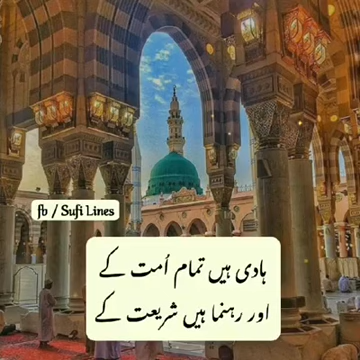 fb / Sufi Lines
ہادی ہیں تمام اُمت کے
اور رہنما ہیں شریعت کے